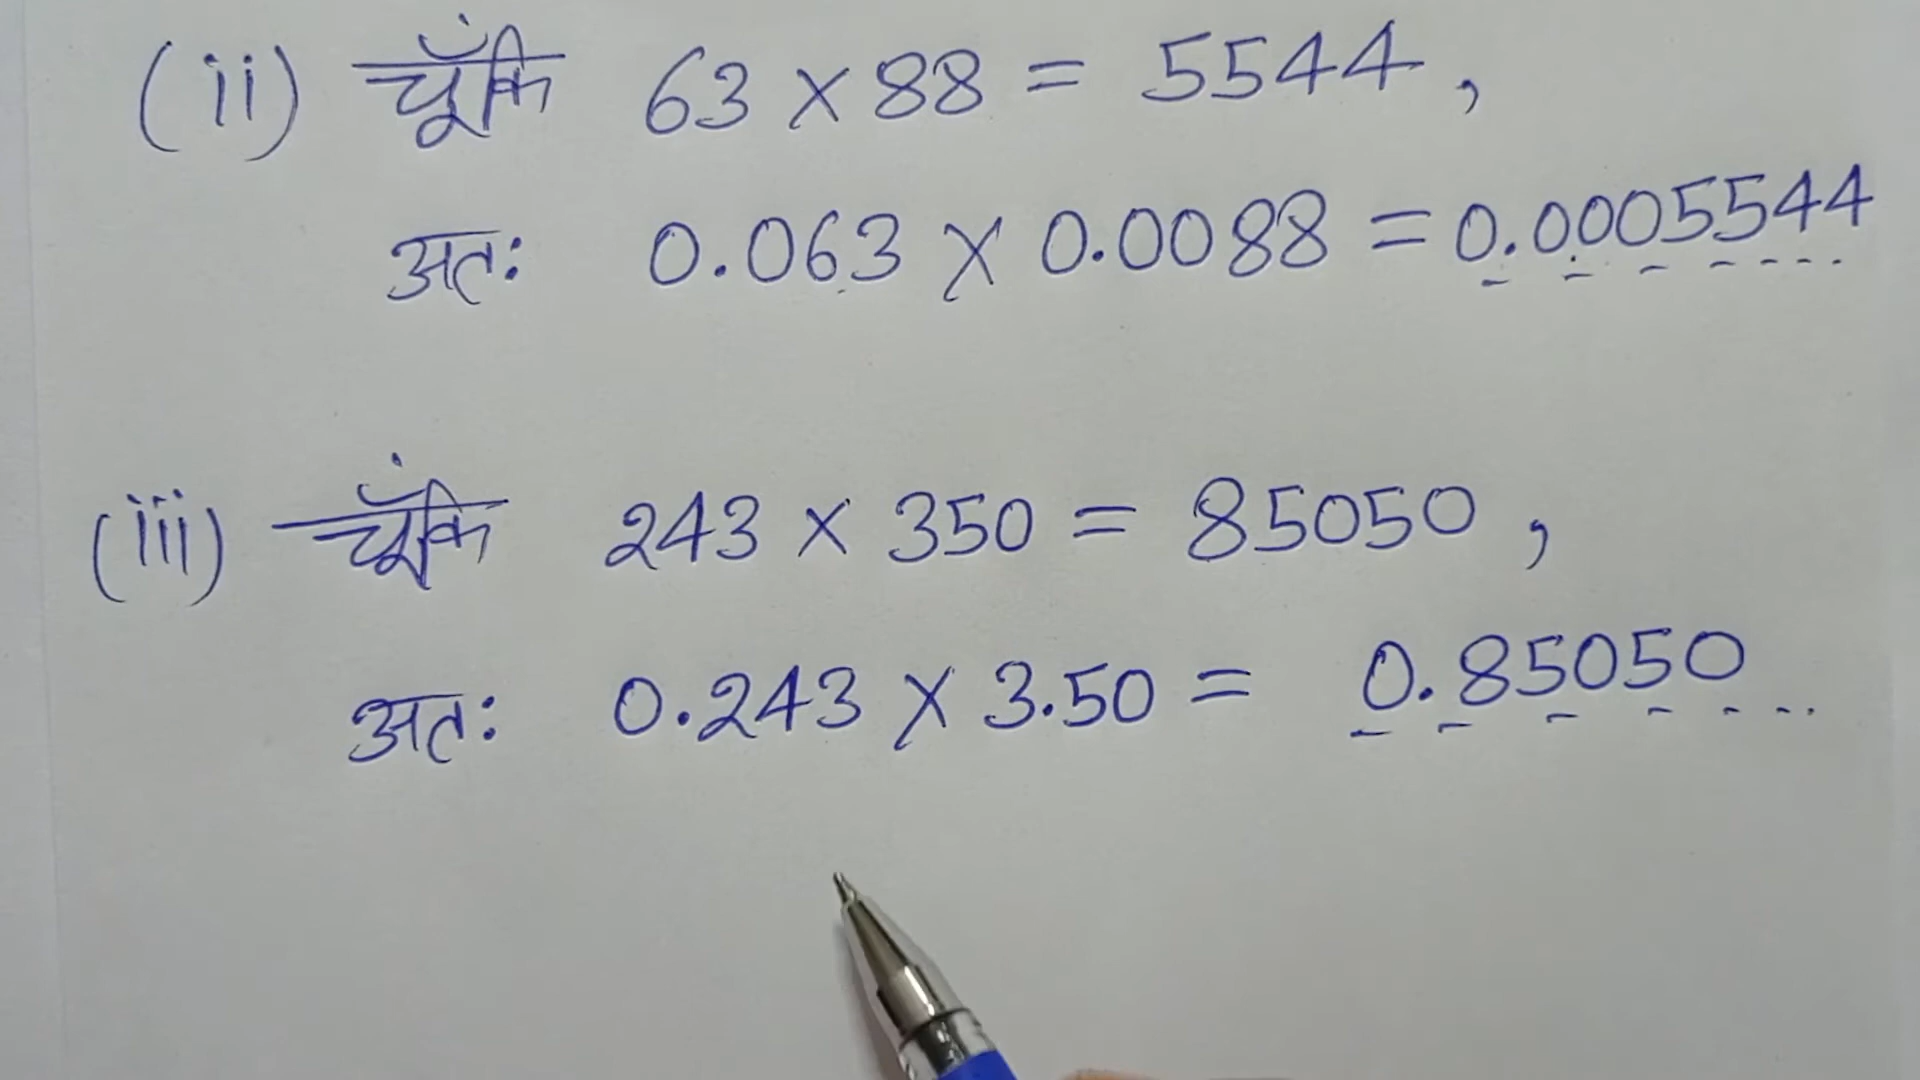 (ii) चूँकि 63 × 88 = 5544 ,
अतः 0.063 × 0.0088 = 0.0005544
(iii) चूँकि 243 × 350 = 85050 ,
अतः 0.243 × 3.50 = 0.85050